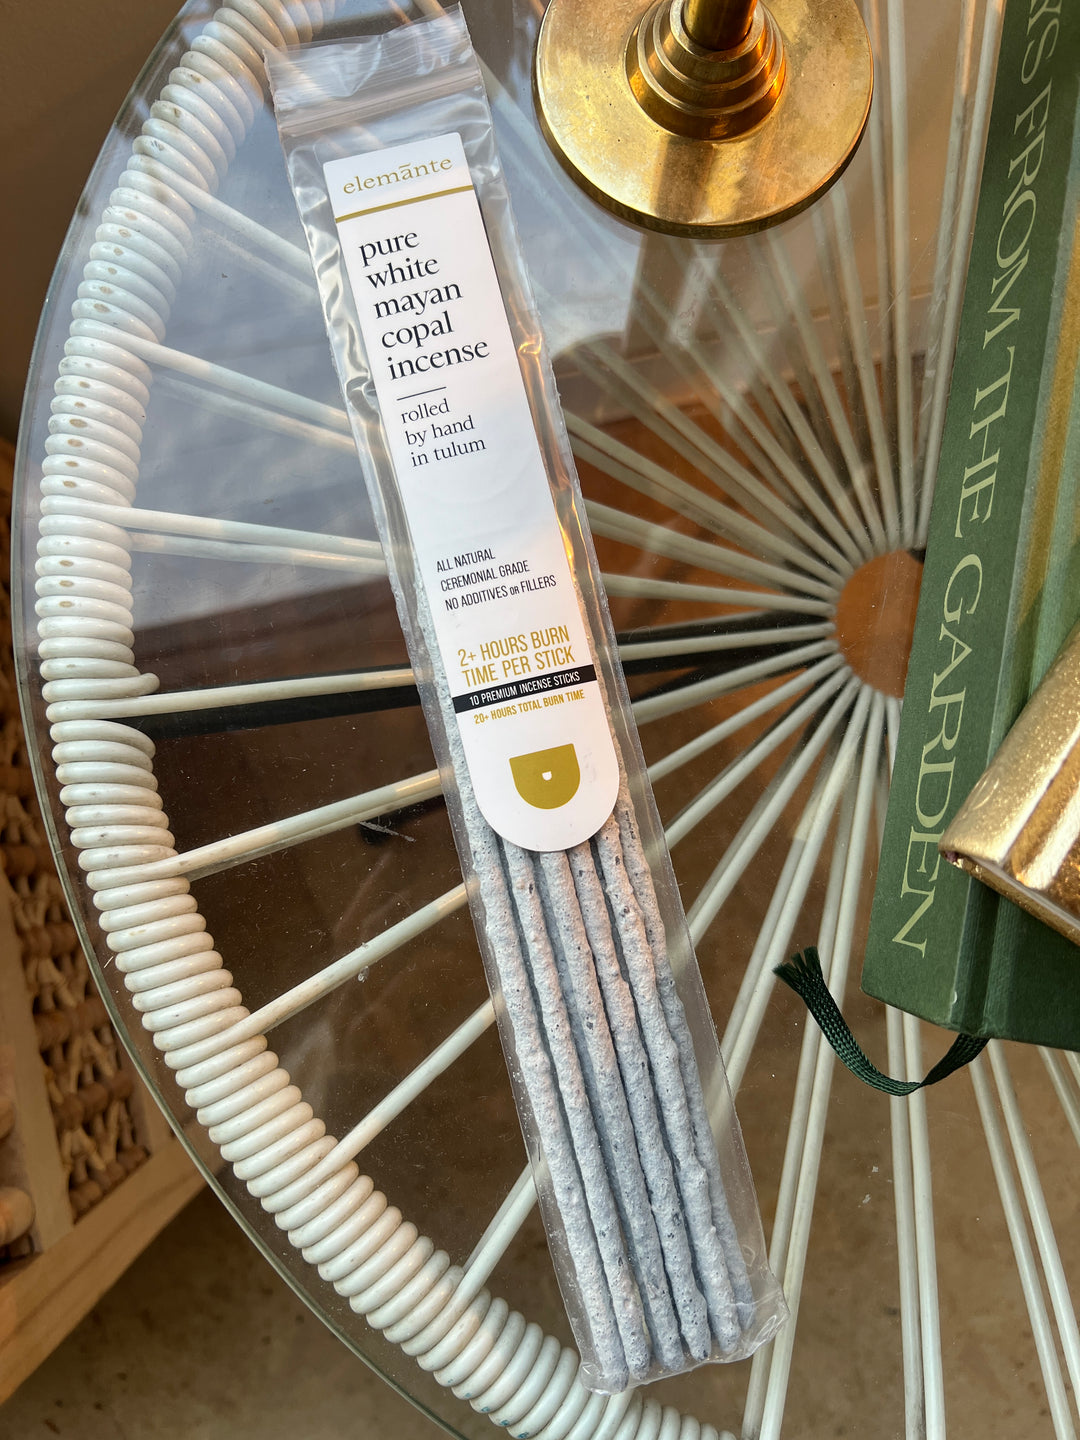 elemānte
pure
white
mayan
copal
incense
rolled
by hand
in tulum
ALL NATURAL
CEREMONIAL GRADE
NO ADDITIVES OR FILLERS
2+ HOURS BURN
TIME PER STICK
10 PREMIUM INCENSE STICKS
20+ HOURS TOTAL BURN TIME
FROM THE GARDEN